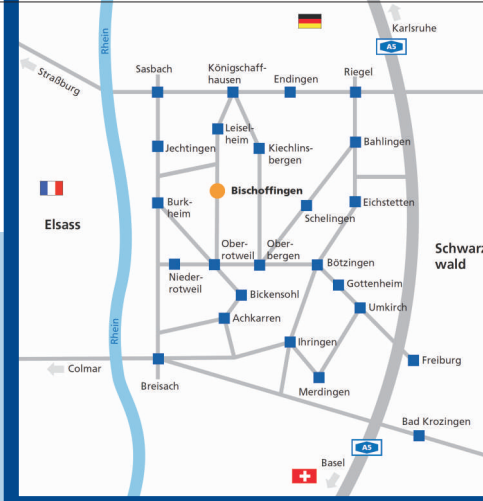 Karlsruhe
A5
Rhein
Straßburg
Sasbach
Königschaff-
hausen
Endingen
Riegel
Leisel-
heim
Jechtingen
Kiechlins-
bergen
Bahlingen
Bischoffingen
Elsass
Burk-
heim
Schelingen
Eichstetten
Schwarz
wald
Ober-
rotweil
Ober-
bergen
Bötzingen
Nieder-
rotweil
Gottenheim
Bickensohl
Umkirch
Achkarren
Rhein
Ihringen
Freiburg
Colmar
Breisach
Merdingen
Bad Krozingen
A5
Basel